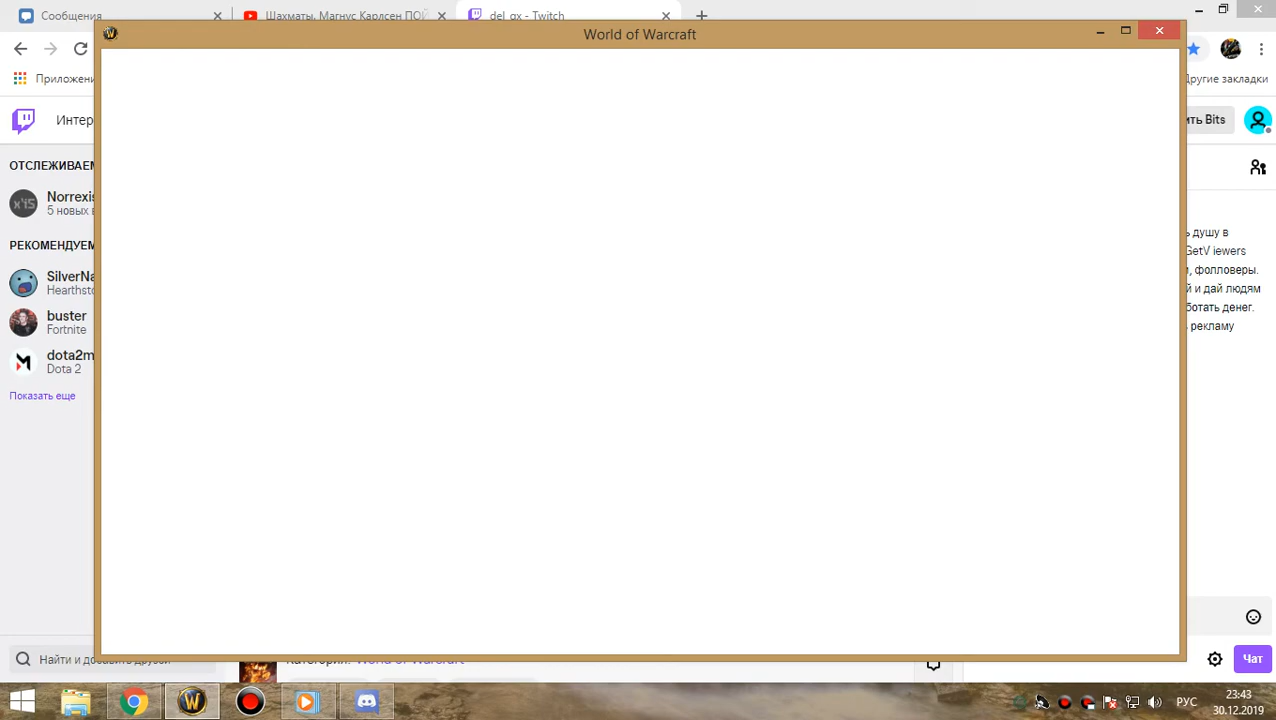 Сообщения
Шахматы. Магнус Карлсен ПОЙ
del_gx - Twitch
World of Warcraft
Приложени
Другие закладки
Интер
ть Bits
ОТСЛЕЖИВАЕМ
Norrexis
5 новых в
РЕКОМЕНДУЕМ
SilverNa
Hearthsto
buster
Fortnite
dota2m
Dota 2
Показать еще
ь душу в
GetV iewers
, фолловеры.
й и дай людям
ботать денег.
рекламу
Найти и добавить друзей
Категория: World of Warcraft
Чат
РУС
23:43
30.12.2019